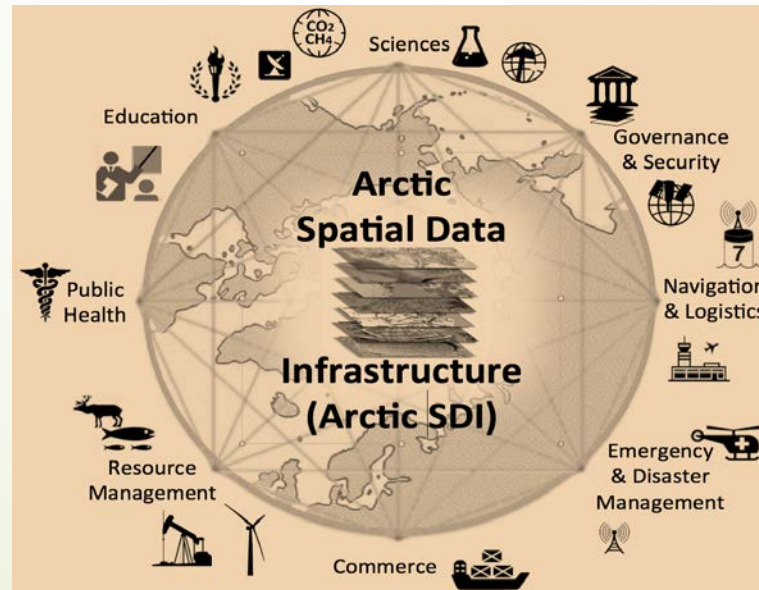 CO2
CH4
Sciences
Education
Governance
& Security
Arctic
Spatial Data
7
Public
Health
Navigation
& Logistics
Infrastructure
(Arctic SDI)
Resource
Management
Emergency
& Disaster
Management
Commerce